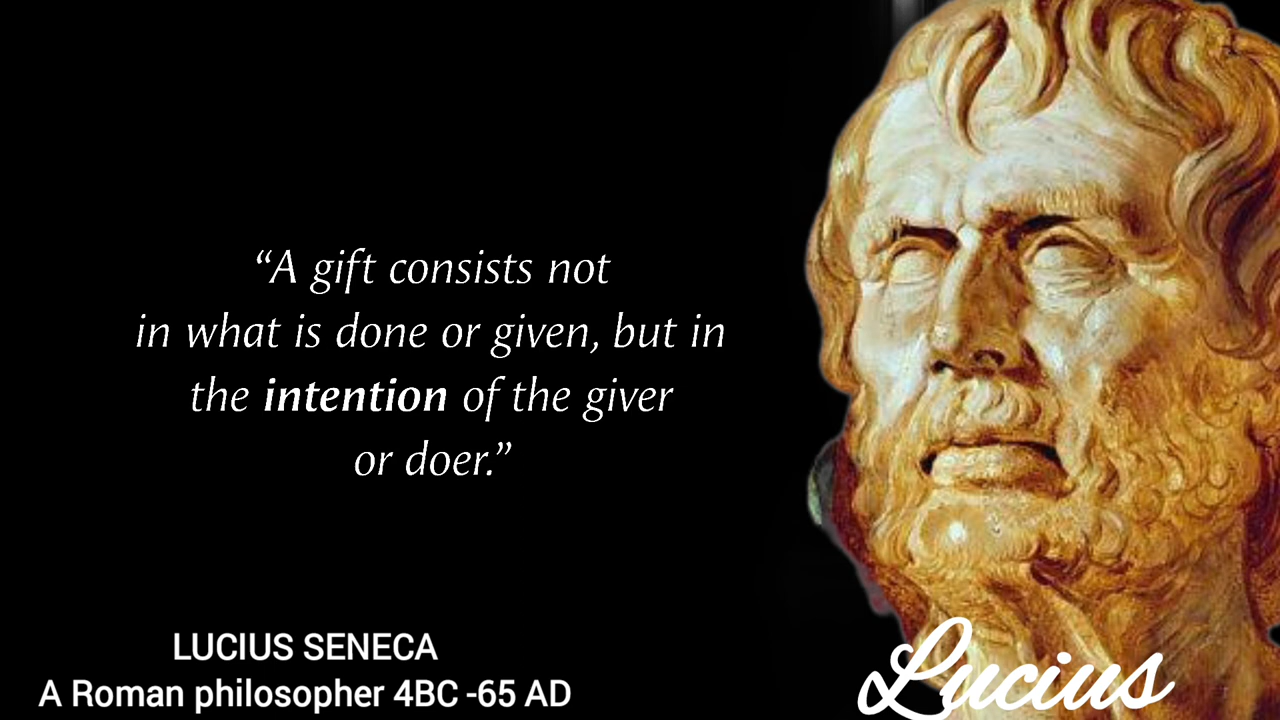 “A gift consists not
in what is done or given, but in
the intention of the giver
or doer.”
LUCIUS SENECA
A Roman philosopher 4BC -65 AD
Lucius